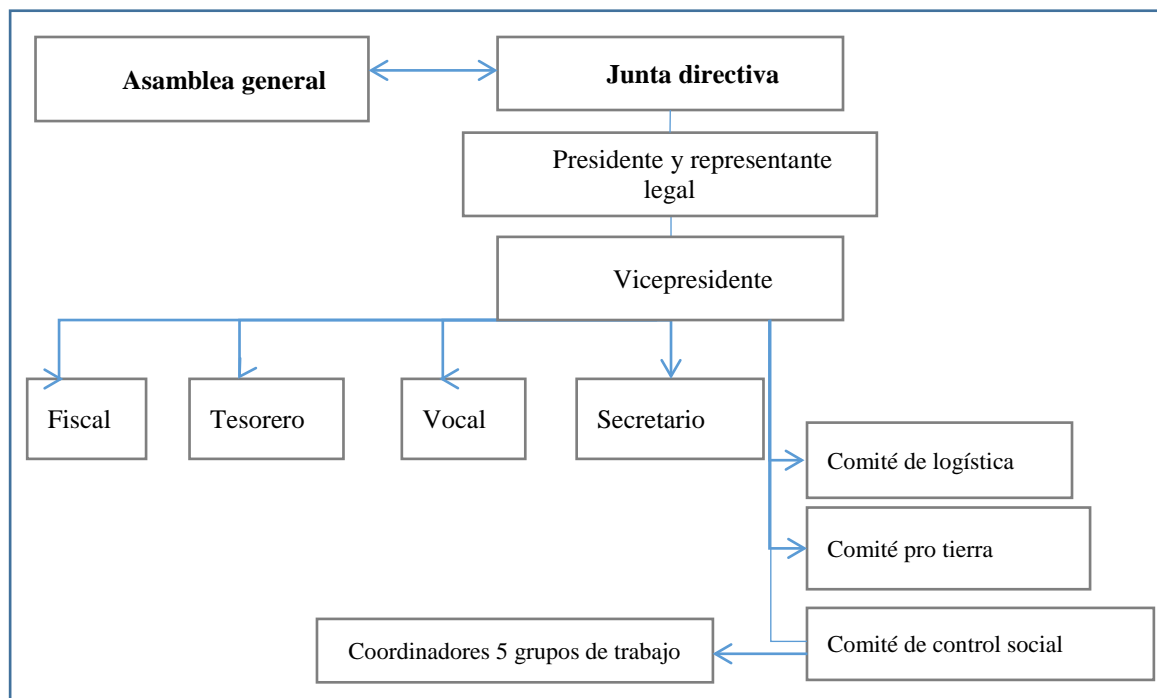 Asamblea general
Junta directiva
Presidente y representante
legal
Vicepresidente
Fiscal
Tesorero
Vocal
Secretario
Comité de logística
Comité pro tierra
Comité de control social
Coordinadores 5 grupos de trabajo